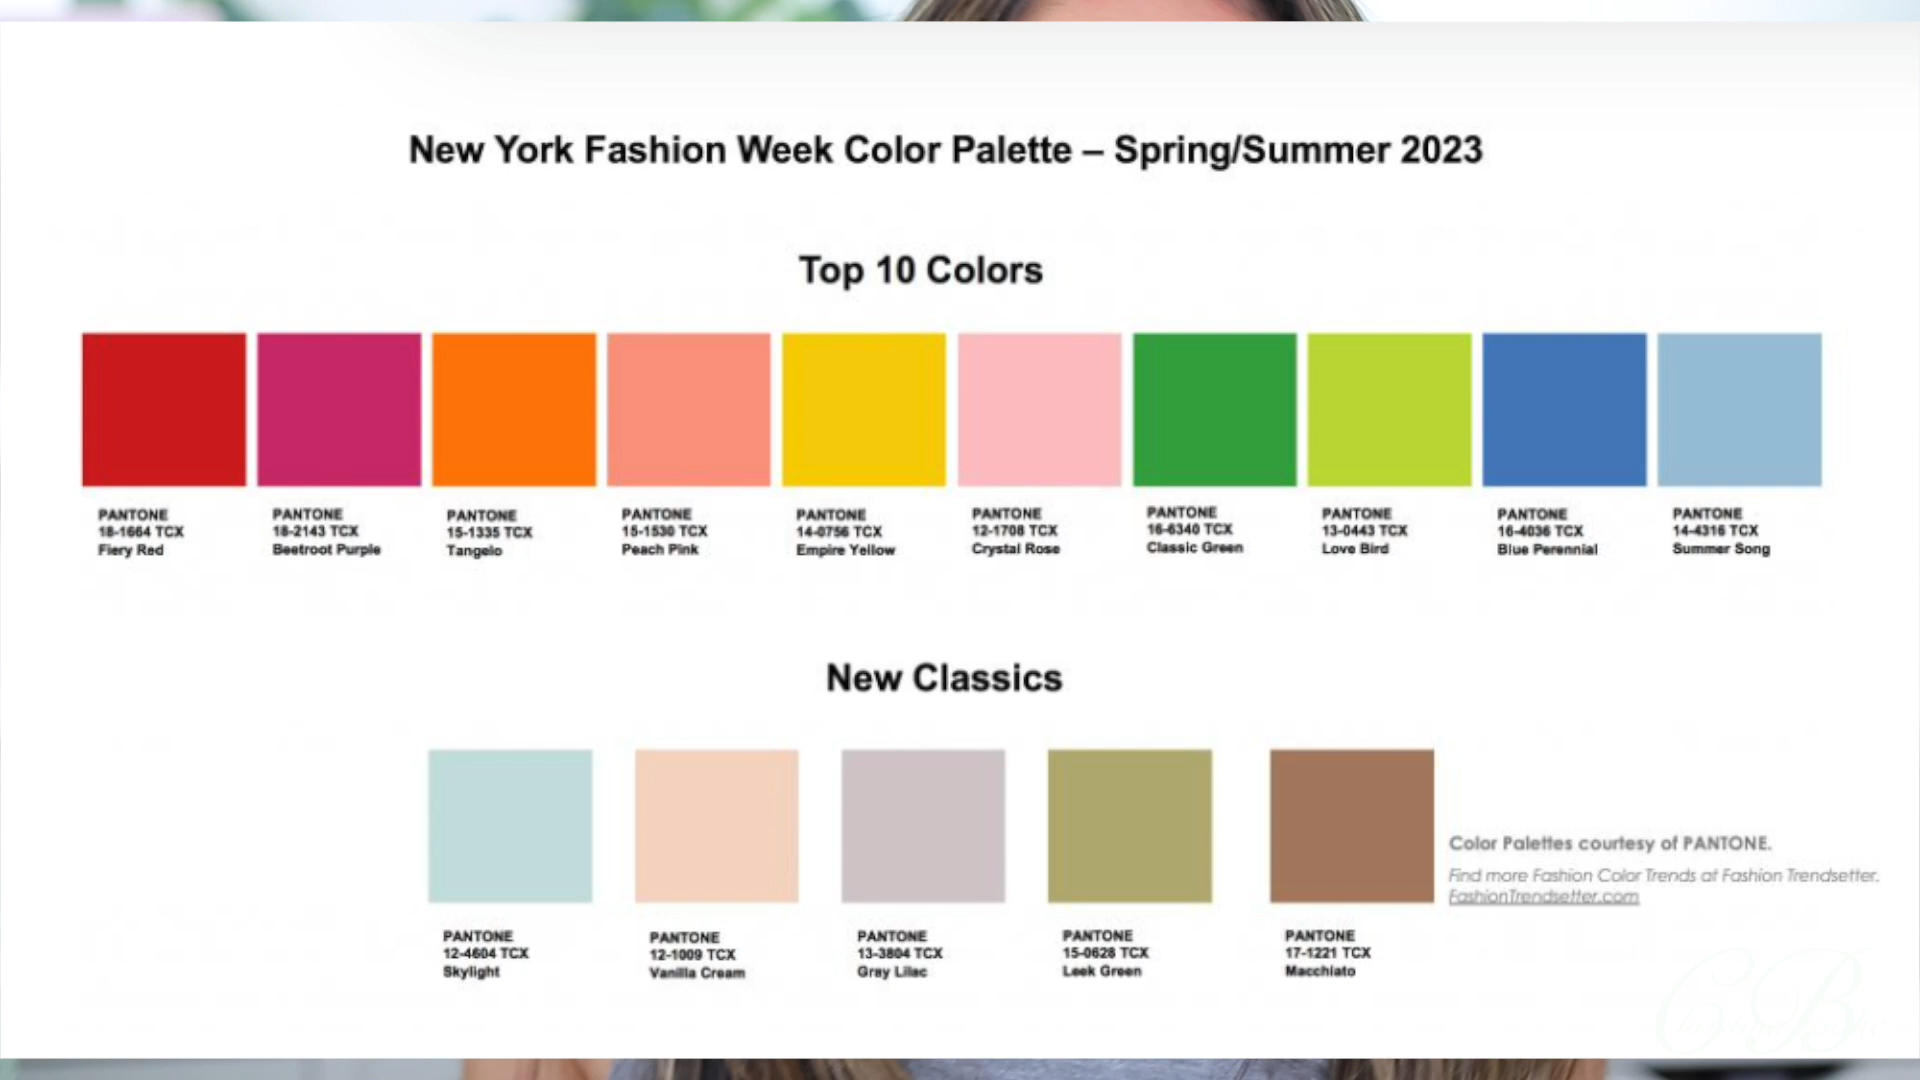 New York Fashion Week Color Palette – Spring/Summer 2023
Top 10 Colors
PANTONE
18-1664 TCX
Fiery Red
PANTONE
18-2143 TCX
Beetroot Purple
PANTONE
15-1335 TCX
Tangelo
PANTONE
15-1530 TCX
Peach Pink
PANTONE
14-0756 TCX
Empire Yellow
PANTONE
12-1708 TCX
Crystal Rose
PANTONE
16-6340 TCX
Classic Green
PANTONE
13-0443 TCX
Love Bird
PANTONE
16-4036 TCX
Blue Perennial
PANTONE
14-4316 TCX
Summer Song
New Classics
PANTONE
12-4604 TCX
Skylight
PANTONE
12-1009 TCX
Vanilla Cream
PANTONE
13-3804 TCX
Gray Lilac
PANTONE
15-0628 TCX
Leek Green
PANTONE
17-1221 TCX
Macchiato
Color Palettes courtesy of PANTONE.
Find more Fashion Color Trends at Fashion Trendsetter.
FashionTrendsetter.com